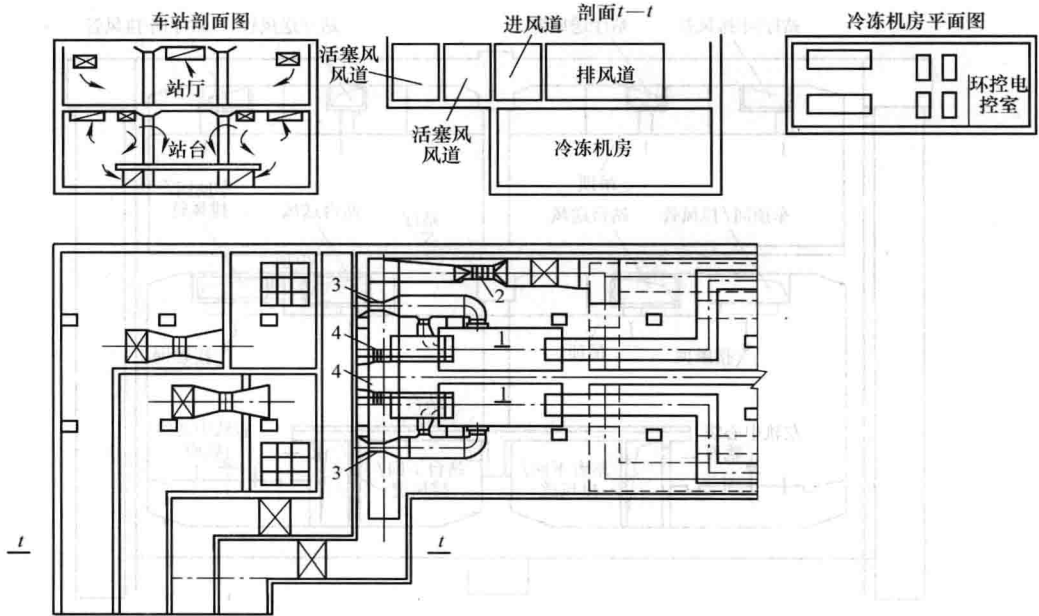 车站剖面图
站厅
站台
剖面t—t
进风道
活塞风
风道
排风道
活塞风
风道
冷冻机房
冷冻机房平面图
环控电
控室
3
2
4
1
4
1
3
t
t